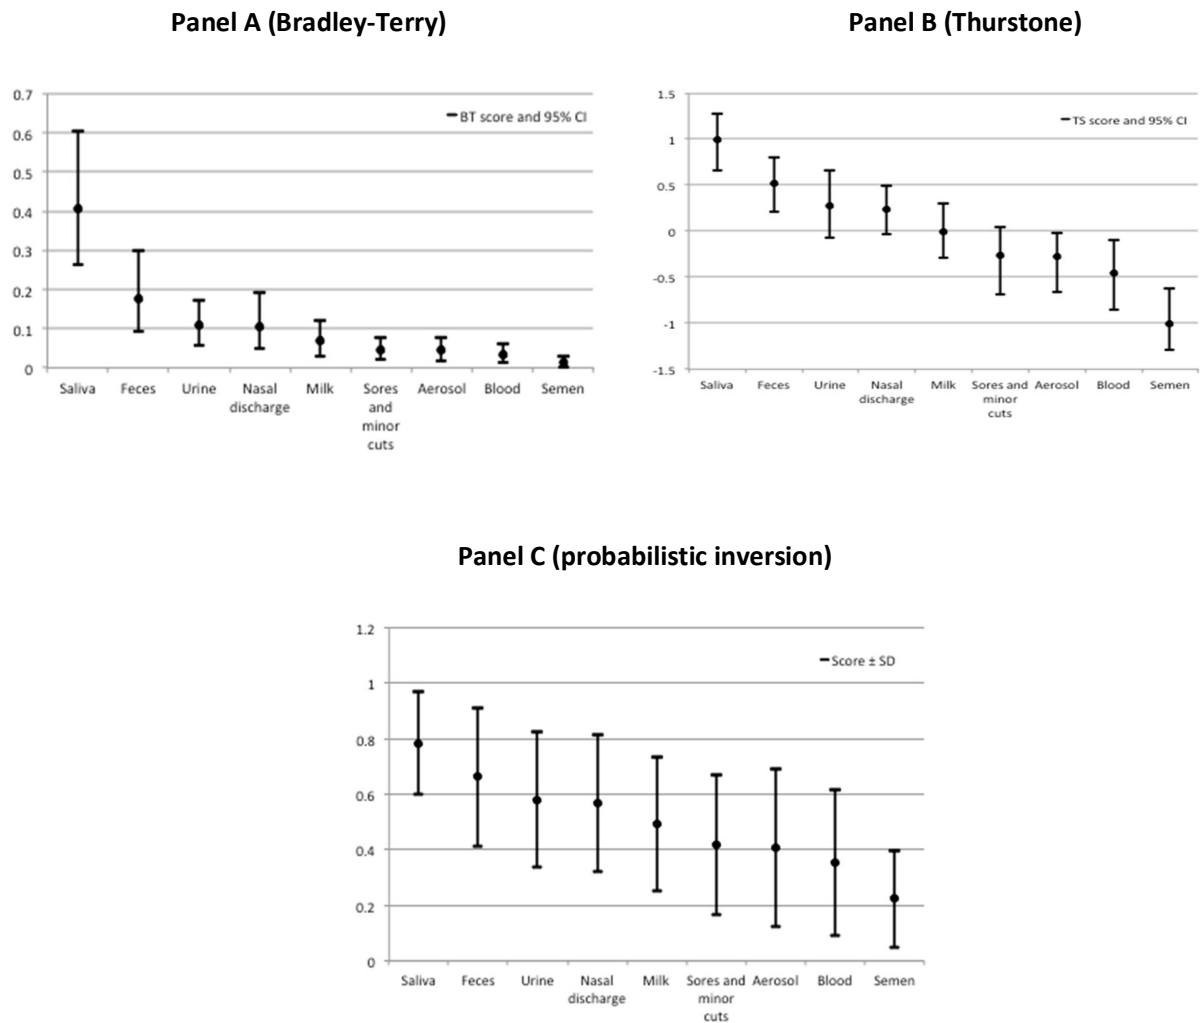 Panel A (Bradley-Terry)
0.7
0.6
0.5
0.4
0.3
0.2
0.1
0
BT score and 95% CI
Saliva Feces Urine Nasal Milk Sores Aerosol Blood Semen
discharge and
minor
cuts
Panel B (Thurstone)
1.5
1
0.5
0
-0.5
-1
-1.5
TS score and 95% CI
Saliva Feces Urine Nasal Milk Sores and Aerosol Blood Semen
discharge minor
cuts
Panel C (probabilistic inversion)
1.2
1
0.8
0.6
0.4
0.2
0
Score ± SD
Saliva Feces Urine Nasal Milk Sores and Aerosol Blood Semen
discharge minor
cuts